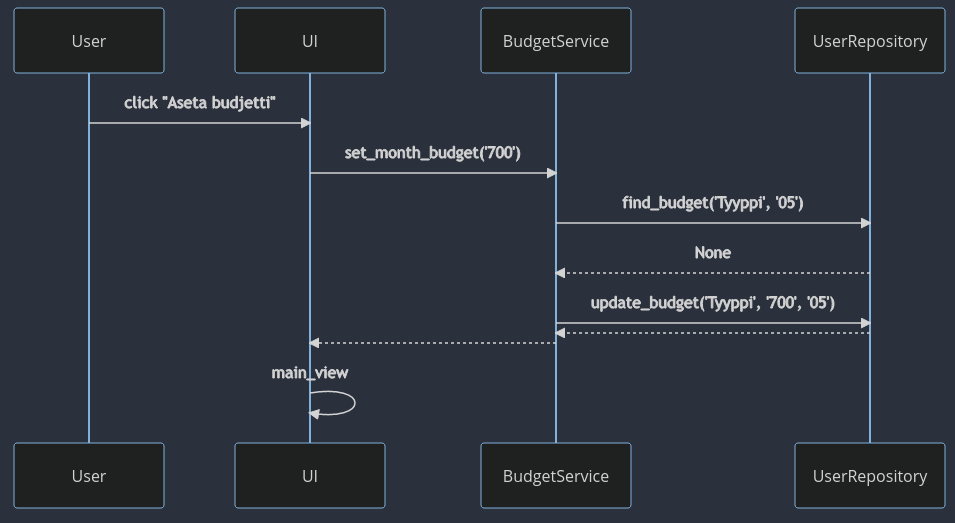 User
UI
BudgetService
UserRepository
click "Aseta budjetti"
set_month_budget('700')
find_budget('Tyyppi', '05')
None
update_budget('Tyyppi', '700', '05')
main_view
User
UI
BudgetService
UserRepository